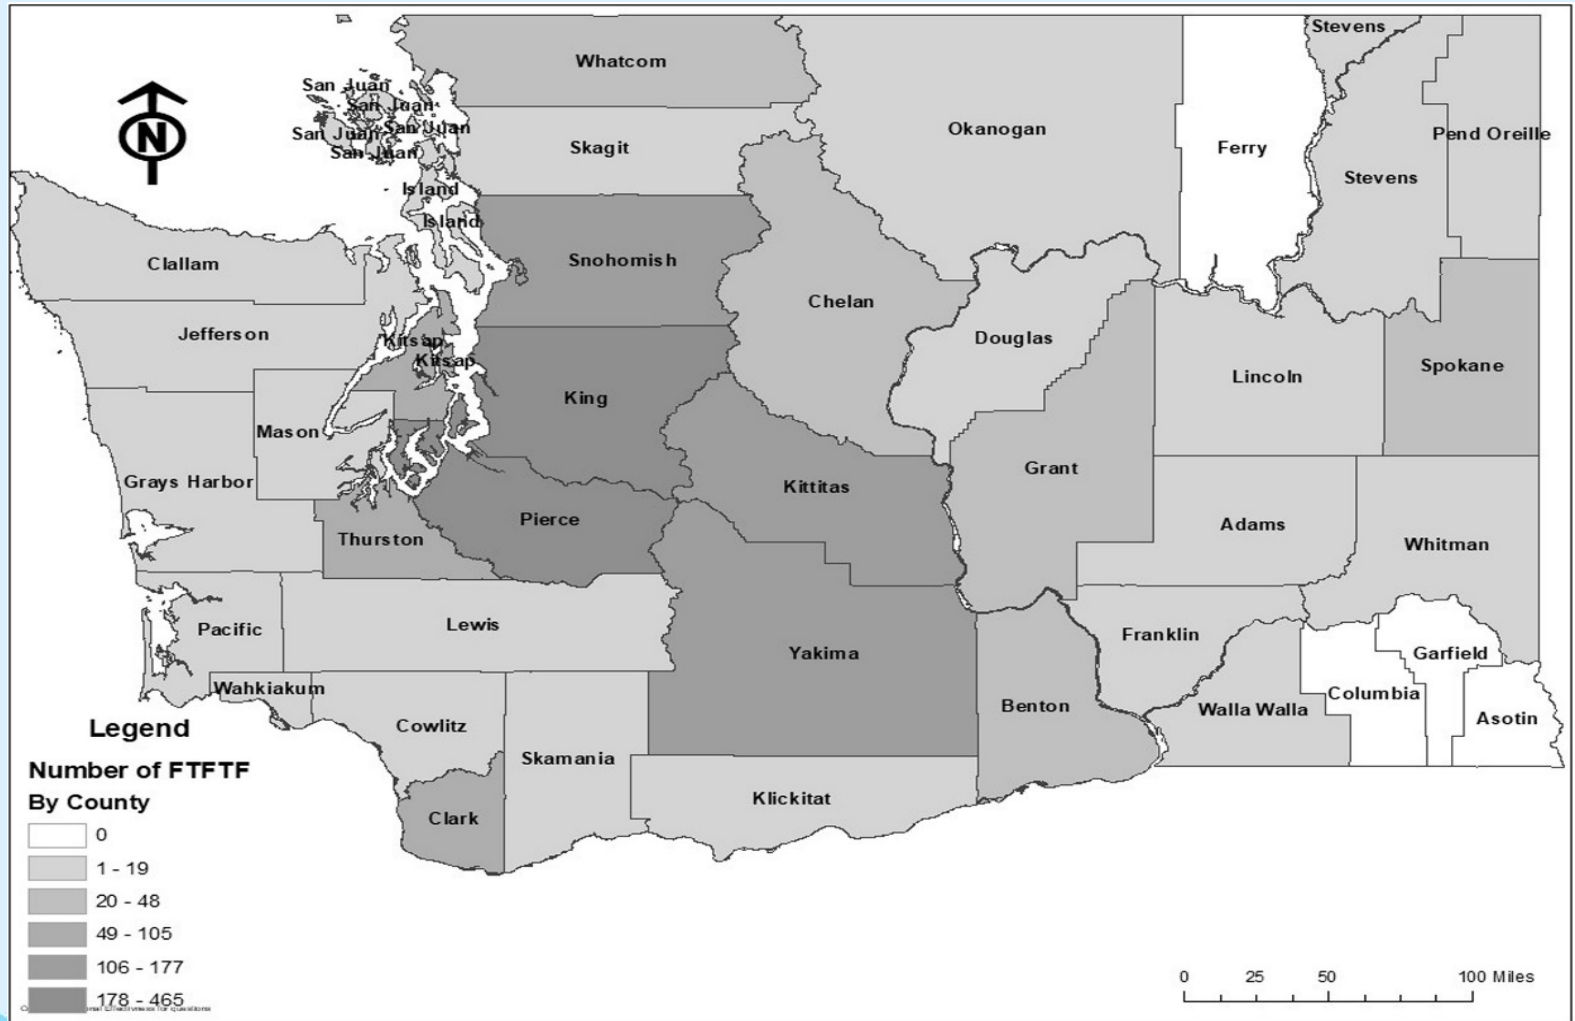 Stevens
Whatcom
San Juan
San Juan
Okanogan
San Juan
San Juan
Pend Oreille
N
Skagit
Ferry
San Juan
Stevens
Island
Island
Snohomish
Clallam
Chelan
Jefferson
Kitsap
Douglas
Kitsap
Spokane
Lincoln
King
Mason
Grant
Grays Harbor
Kittitas
Pierce
Adams
Thurston
Whitman
Lewis
Pacific
Franklin
Yakima
Garfield
Wahkiakum
Columbia
Benton
Walla Walla
Asotin
Cowlitz
Skamania
Klickitat
Clark
Legend
Number of FTFTF
By County
0
1 - 19
20 - 48
49 - 105
106 - 177
178 - 465
for questions
0 25 50 100 Miles